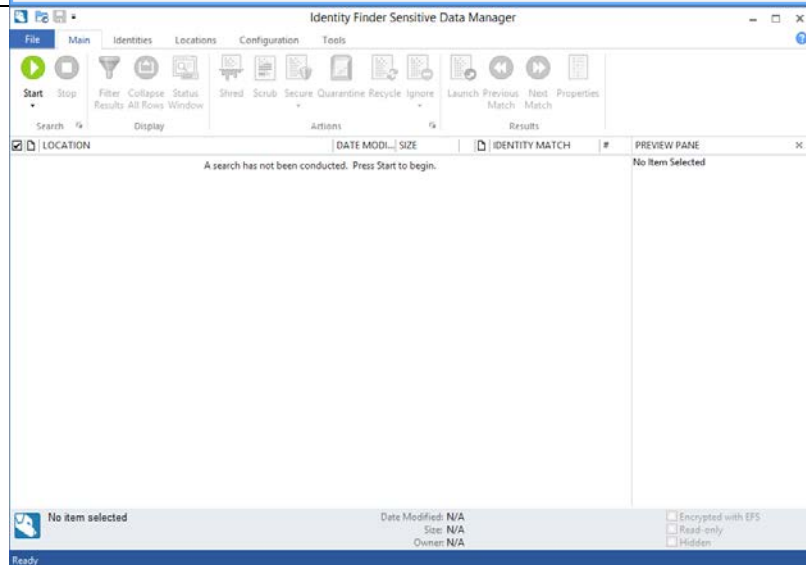 Identity Finder Sensitive Data Manager
File Main Identities Locations Configuration Tools
Start Stop Filter Results Collapse All Rows Status Window Shred Scrub Secure Quarantine Recycle Ignore Launch Previous Match Next Match Properties
Search Display Actions Results
LOCATION DATE MODI... SIZE IDENTITY MATCH # PREVIEW PANE
A search has not been conducted. Press Start to begin. No Item Selected
No item selected Date Modified: N/A Encrypted with EFS
Size: N/A Read-only
Owner: N/A Hidden
Ready